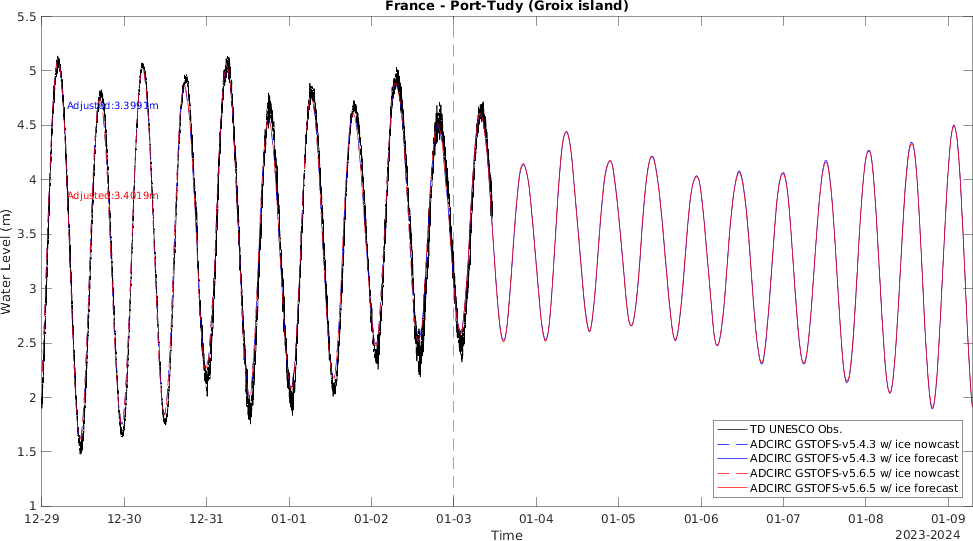 France - Port-Tudy (Groix island)
5.5
5
4.5
4
3.5
3
2.5
2
1.5
1
Water Level (m)
Adjusted:3.3991m
Adjusted:3.4019m
TD UNESCO Obs.
ADCIRC GSTOFS-v5.4.3 w/ ice nowcast
ADCIRC GSTOFS-v5.4.3 w/ ice forecast
ADCIRC GSTOFS-v5.6.5 w/ ice nowcast
ADCIRC GSTOFS-v5.6.5 w/ ice forecast
12-29 12-30 12-31 01-01 01-02 01-03 01-04 01-05 01-06 01-07 01-08 01-09
Time
2023-2024